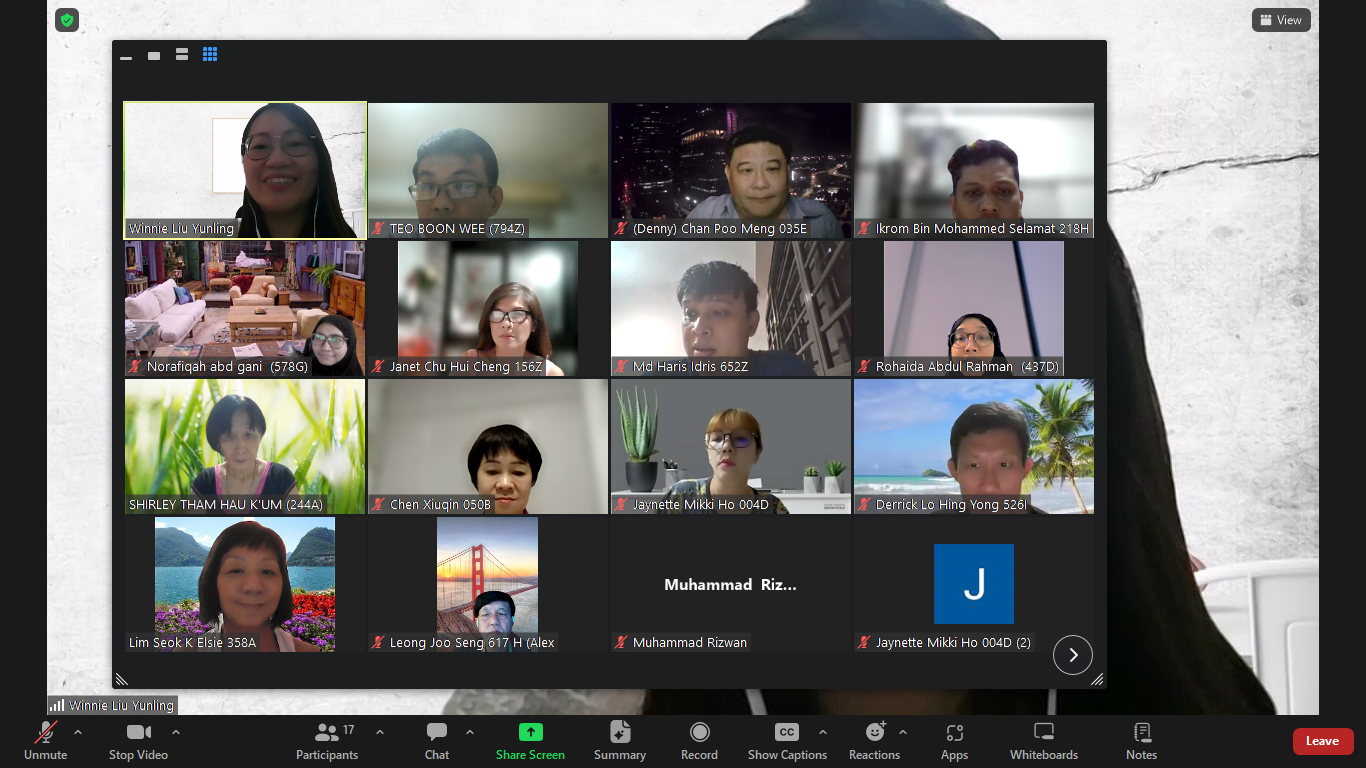 View
Winnie Liu Yunling
TEO BOON WEE (794Z)
(Denny) Chan Poo Meng 035E
Ikrom Bin Mohammed Selamat 218H
Norafiqah abd gani (578G)
Janet Chu Hui Cheng 156Z
Md Haris Idris 652Z
Rohaida Abdul Rahman (437D)
SHIRLEY THAM HAU K'UM (244A)
Chen Xiuqin 050B
Jaynette Mikki Ho 004D
Derrick Lo Hing Yong 526I
Lim Seok K Elsie 358A
Leong Joo Seng 617 H (Alex
Muhammad Riz...
Muhammad Rizwan
J
Jaynette Mikki Ho 004D (2)
Winnie Liu Yunling
17
CC
Unmute
Stop Video
Participants
Chat
Share Screen
Summary
Record
Show Captions
Reactions
Apps
Whiteboards
Notes
Leave